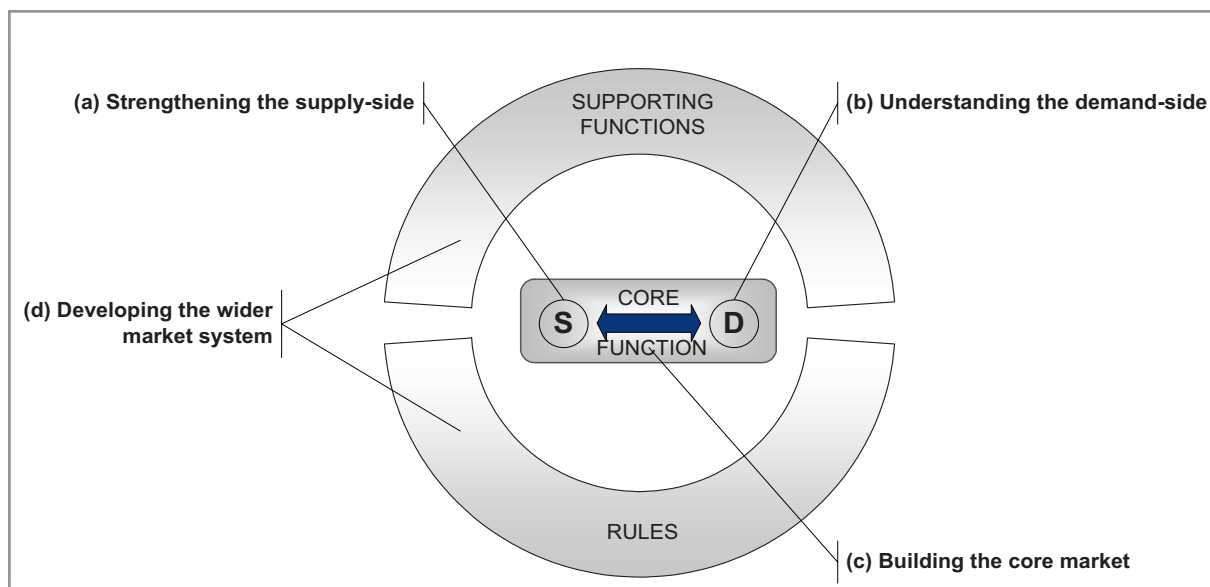 (a) Strengthening the supply-side
SUPPORTING
FUNCTIONS
(b) Understanding the demand-side
(d) Developing the wider
market system
CORE
S
D
FUNCTION
RULES
(c) Building the core market